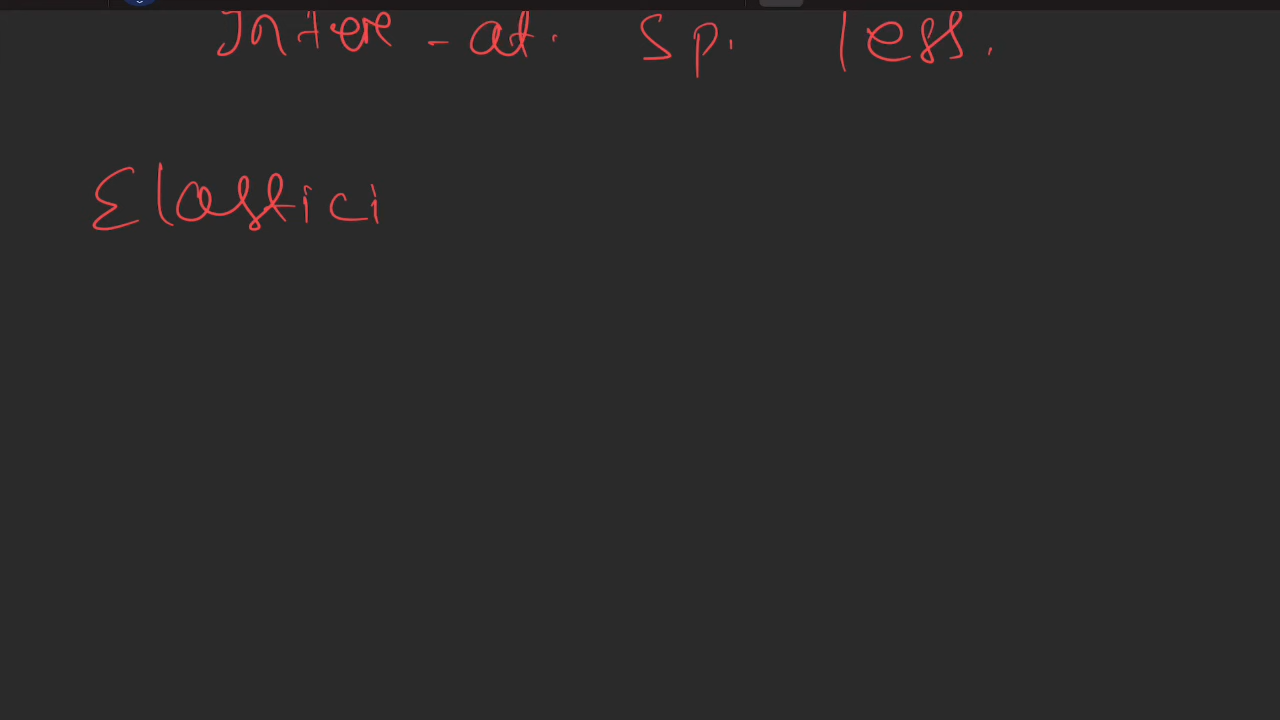 Inter-at. sp. less.
Elastici